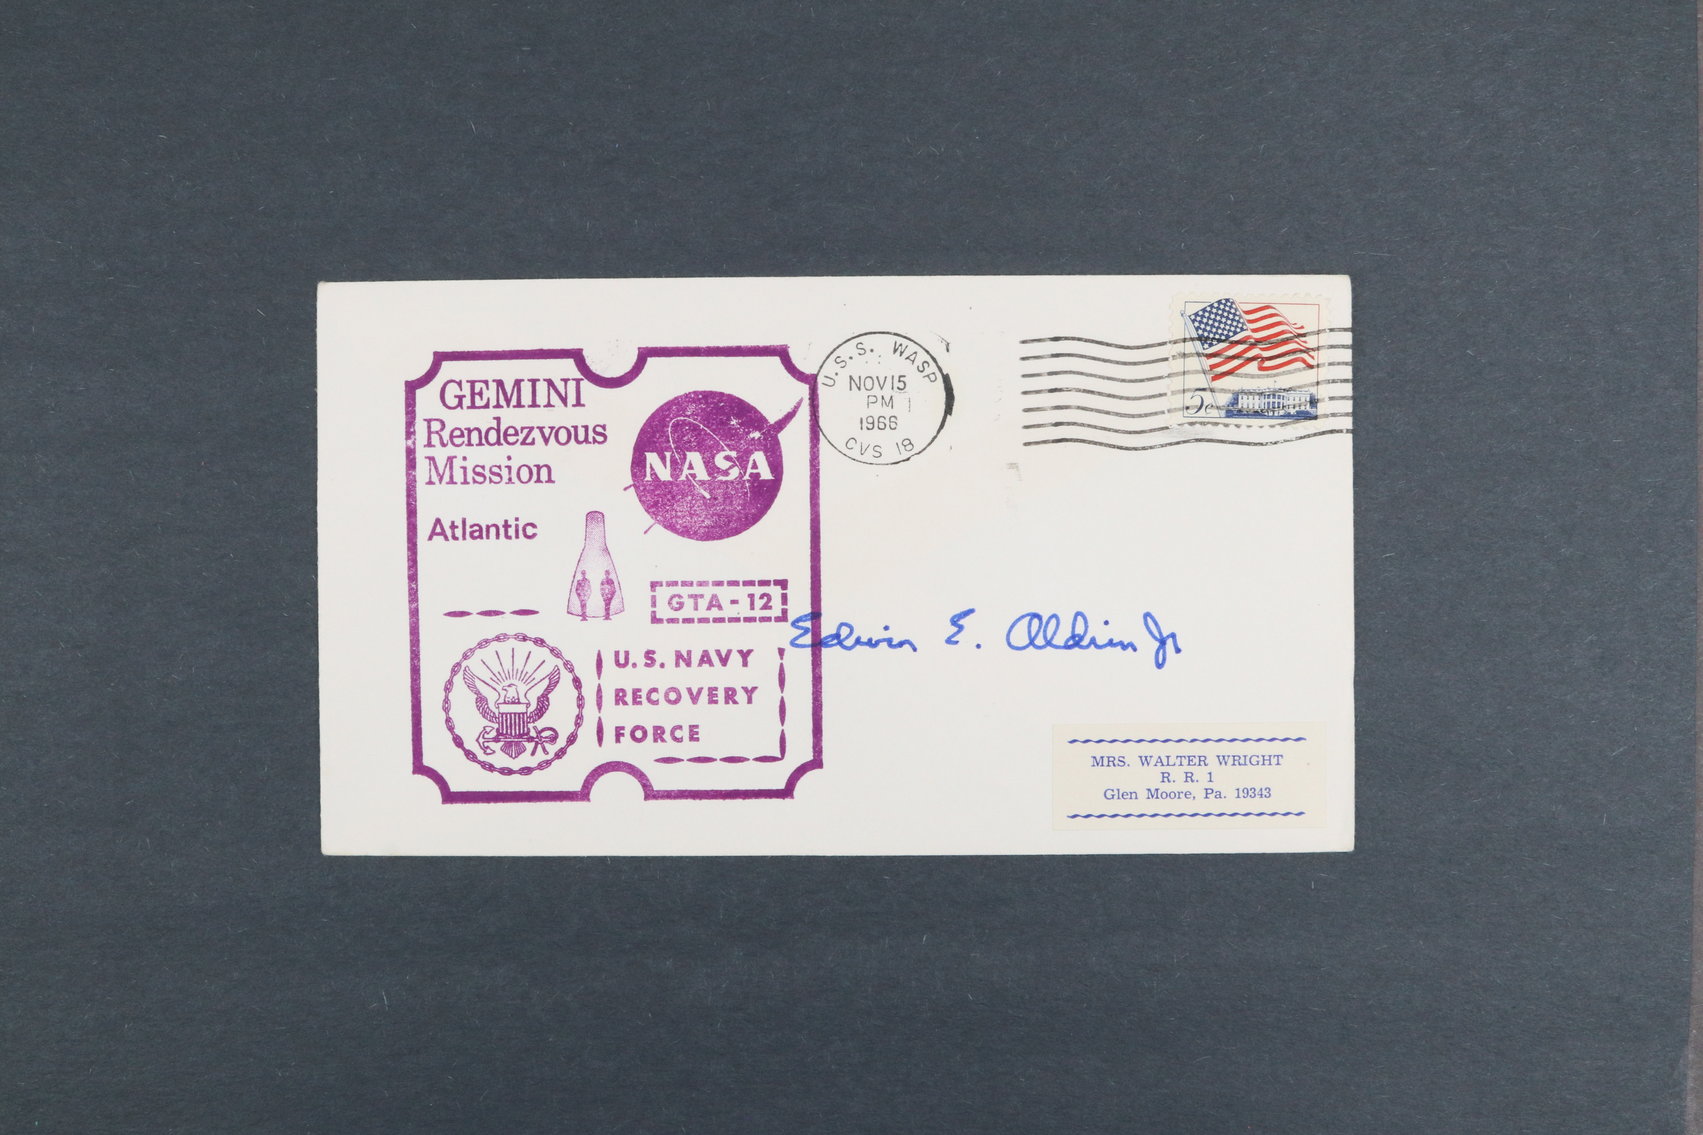 GEMINI
Rendezvous
Mission
Atlantic
NASA
GTA-12
U.S. NAVY
RECOVERY
FORCE
U.S.S. WASP
NOV 15
PM
1966
CVS 18
5c
Edwin E. Aldrin Jr
MRS. WALTER WRIGHT
R. R. 1
Glen Moore, Pa. 19343